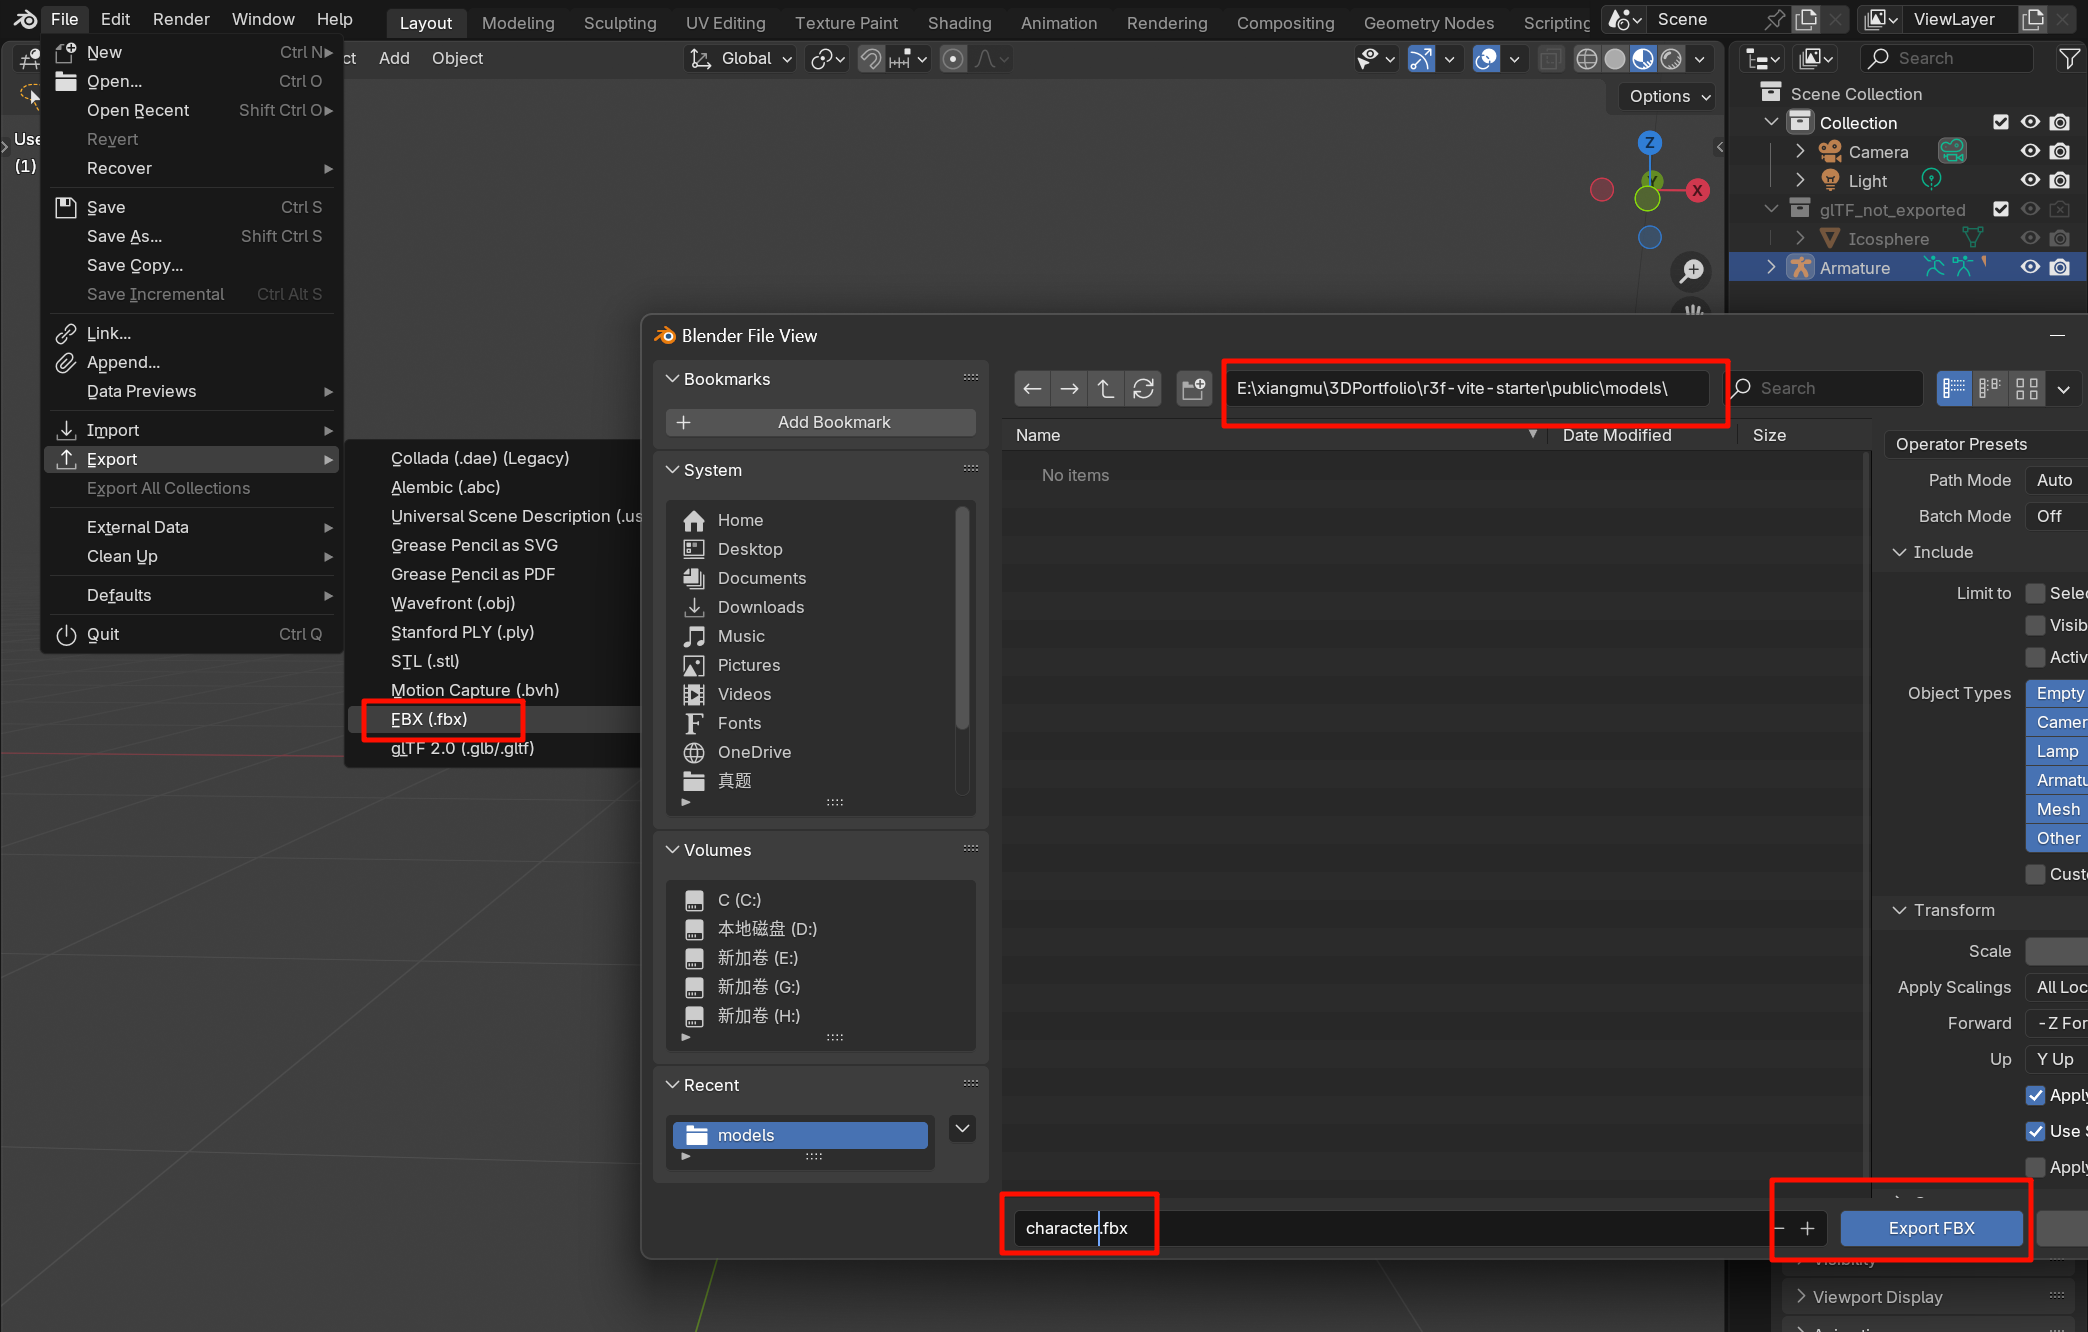 File Edit Render Window Help Layout Modeling Sculpting UV Editing Texture Paint Shading Animation Rendering Compositing Geometry Nodes Scripting Scene ViewLayer
ct Add Object Global Search
Options
Use
(1)
New Ctrl N
Open... Ctrl O
Open Recent Shift Ctrl O
Revert
Recover
Save Ctrl S
Save As... Shift Ctrl S
Save Copy...
Save Incremental Ctrl Alt S
Link...
Append...
Data Previews
Import
Export
Export All Collections
External Data
Clean Up
Defaults
Quit Ctrl Q
Collada (.dae) (Legacy)
Alembic (.abc)
Universal Scene Description (.us
Grease Pencil as SVG
Grease Pencil as PDF
Wavefront (.obj)
Stanford PLY (.ply)
STL (.stl)
Motion Capture (.bvh)
FBX (.fbx)
glTF 2.0 (.glb/.gltf)
Z
Y
X
Scene Collection
Collection
Camera
Light
glTF_not_exported
Icosphere
Armature
Blender File View
Bookmarks
Add Bookmark
System
Home
Desktop
Documents
Downloads
Music
Pictures
Videos
Fonts
OneDrive
真题
Volumes
C (C:)
本地磁盘 (D:)
新加卷 (E:)
新加卷 (G:)
新加卷 (H:)
Recent
models
E:\xiangmu\3DPortfolio\r3f-vite-starter\public\models\
Search
Name Date Modified Size
No items
Operator Presets
Path Mode Auto
Batch Mode Off
Include
Limit to Selec
Visib
Activ
Object Types Empty
Camer
Lamp
Armatu
Mesh
Other
Custo
Transform
Scale
Apply Scalings All Loc
Forward -Z For
Up Y Up
Apply
Use S
Apply
character.fbx
Export FBX
Visibility
Viewport Display